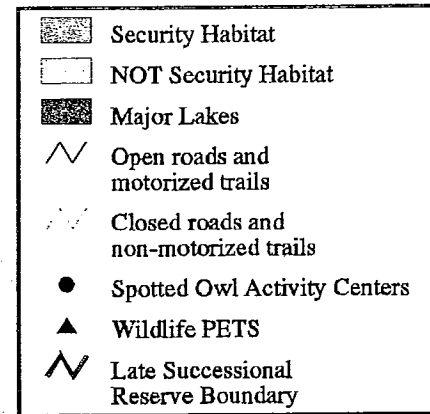 Security Habitat
NOT Security Habitat
Major Lakes
Open roads and
motorized trails
Closed roads and
non-motorized trails
Spotted Owl Activity Centers
Wildlife PETS
Late Successional
Reserve Boundary